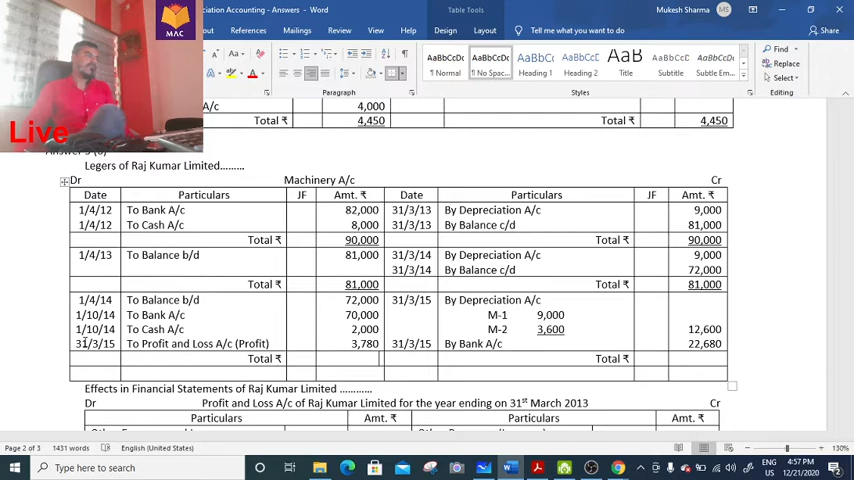 MAC
Live
sociation Accounting - Answers - Word
Table Tools
Mukesh Sharma MS
out References Mailings Review View Help Design Layout Tell me what you want to do Share
Aa
AaBbCcDc AaBbCcDc AaBbCc AaBbCcC AaB AaBbCcC AaBbCcDc
¶ Normal ¶ No Spac... Heading 1 Heading 2 Title Subtitle Subtle Em...
Find
Replace
Select
Paragraph Styles Editing
A/c 4,000
Total ₹ 4,450 Total ₹ 4,450
Legers of Raj Kumar Limited………
Dr Machinery A/c Cr
Date Particulars JF Amt. ₹ Date Particulars JF Amt. ₹
1/4/12 To Bank A/c 82,000 31/3/13 By Depreciation A/c 9,000
1/4/12 To Cash A/c 8,000 31/3/13 By Balance c/d 81,000
Total ₹ 90,000 Total ₹ 90,000
1/4/13 To Balance b/d 81,000 31/3/14 By Depreciation A/c 9,000
31/3/14 By Balance c/d 72,000
Total ₹ 81,000 Total ₹ 81,000
1/4/14 To Balance b/d 72,000 31/3/15 By Depreciation A/c
1/10/14 To Bank A/c 70,000 M-1 9,000
1/10/14 To Cash A/c 2,000 M-2 3,600 12,600
31/3/15 To Profit and Loss A/c (Profit) 3,780 31/3/15 By Bank A/c 22,680
Total ₹ Total ₹
Effects in Financial Statements of Raj Kumar Limited …………
Dr Profit and Loss A/c of Raj Kumar Limited for the year ending on 31st March 2013 Cr
Particulars Amt. ₹ Particulars Amt. ₹
Page 2 of 3 1431 words English (United States) 130%
Type here to search
ENG 4:57 PM
US 12/21/2020